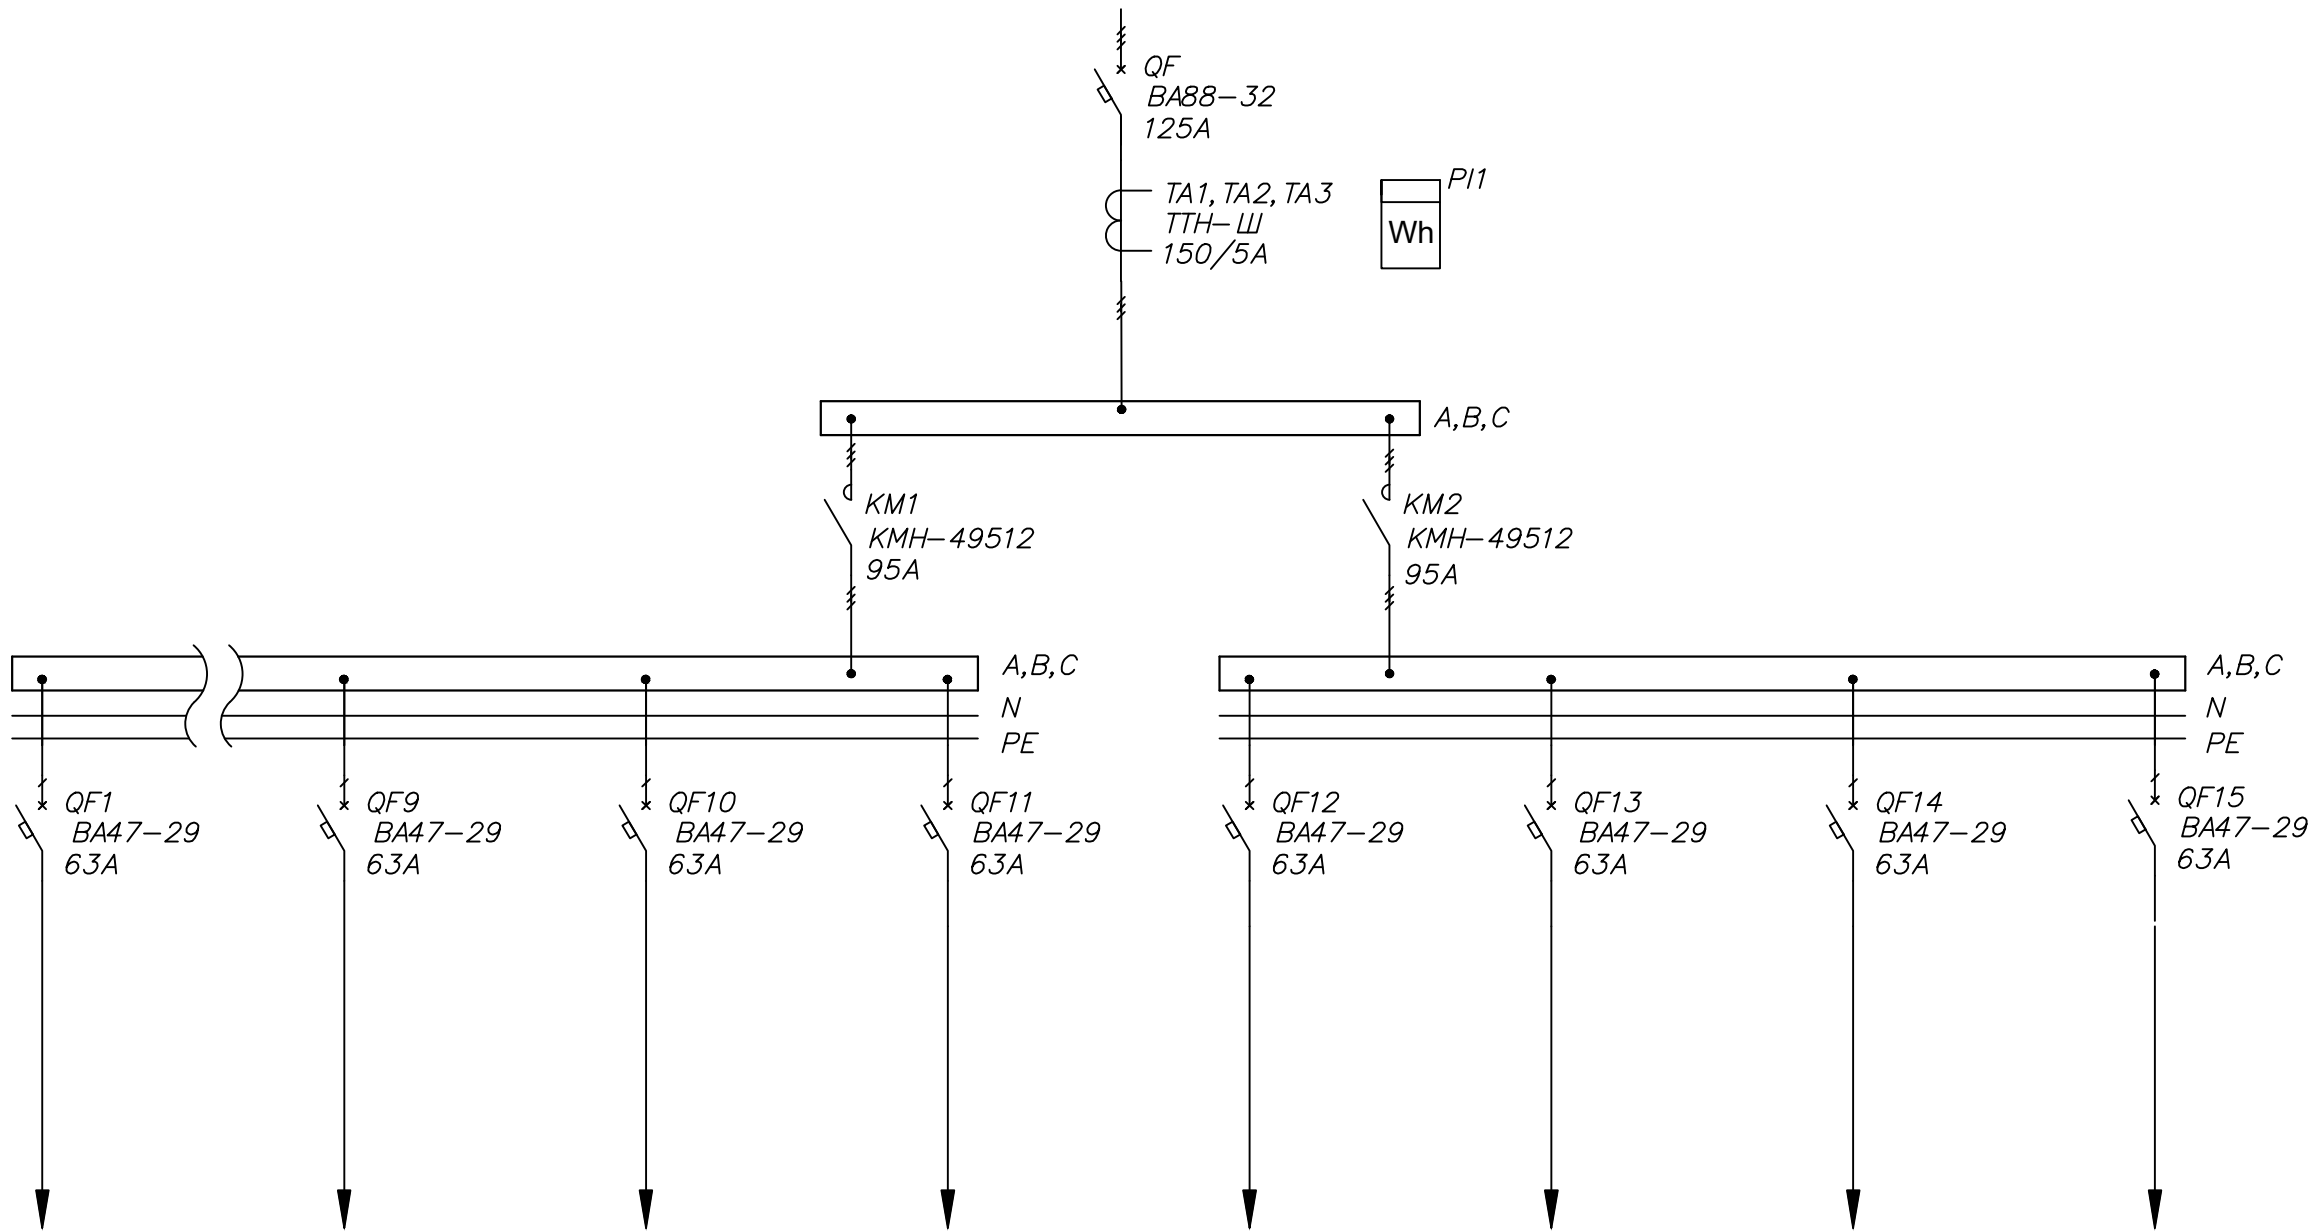 QF
ВА88-32
125А
ТА1, ТА2, ТА3
ТТН-Ш
150/5А
PI1
Wh
А,В,С
КМ1
КМН-49512
95А
КМ2
КМН-49512
95А
А,В,С
N
PE
А,В,С
N
PE
QF1
ВА47-29
63А
QF9
ВА47-29
63А
QF10
ВА47-29
63А
QF11
ВА47-29
63А
QF12
ВА47-29
63А
QF13
ВА47-29
63А
QF14
ВА47-29
63А
QF15
ВА47-29
63А